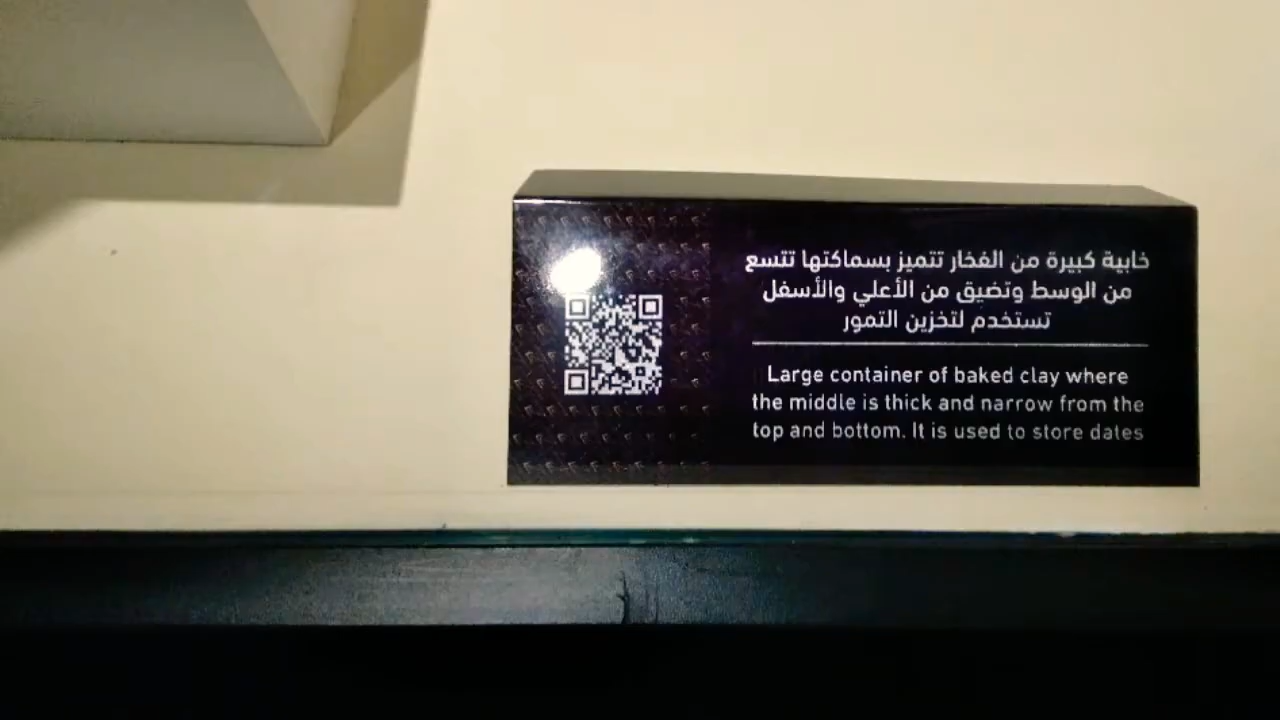 خابية كبيرة من الفخار تتميز بسماكتها تتسع
من الوسط وتضيق من الأعلي والأسفل
تستخدم لتخزين التمور
Large container of baked clay where
the middle is thick and narrow from the
top and bottom. It is used to store dates